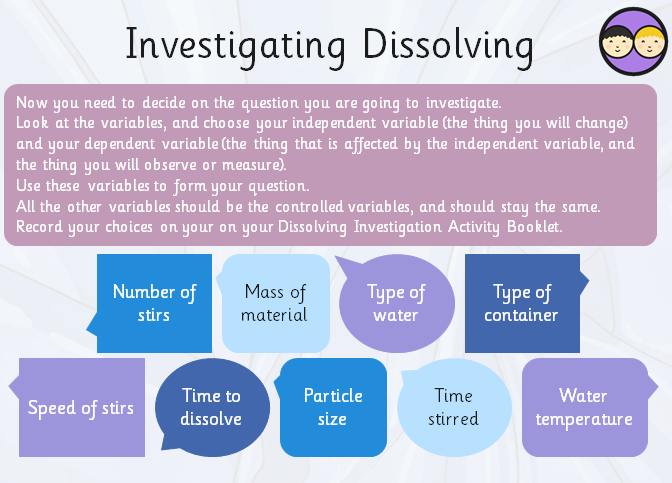 Investigating Dissolving
Now you need to decide on the question you are going to investigate.
Look at the variables, and choose your independent variable (the thing you will change)
and your dependent variable (the thing that is affected by the independent variable, and
the thing you will observe or measure).
Use these variables to form your question.
All the other variables should be the controlled variables, and should stay the same.
Record your choices on your on your Dissolving Investigation Activity Booklet.
Number of
stirs
Mass of
material
Type of
water
Type of
container
Speed of stirs
Time to
dissolve
Particle
size
Time
stirred
Water
temperature